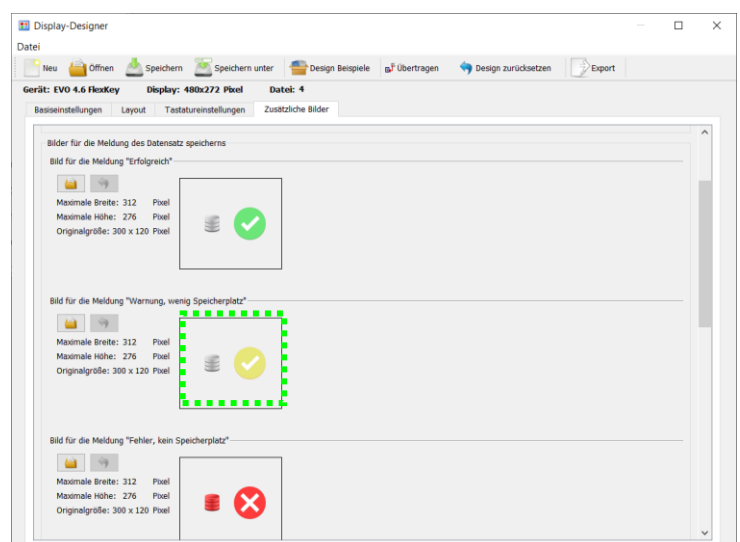 Display-Designer
Datei
Neu Öffnen Speichern Speichern unter Design Beispiele Übertragen Design zurücksetzen Export
Gerät: EVO 4.6 FlexKey Display: 480x272 Pixel Datei: 4
Basiseinstellungen Layout Tastatureinstellungen Zusätzliche Bilder
Bilder für die Meldung des Datensatz speicherns
Bild für die Meldung "Erfolgreich"
Maximale Breite: 312 Pixel
Maximale Höhe: 276 Pixel
Originalgröße: 300 x 120 Pixel
Bild für die Meldung "Warnung, wenig Speicherplatz"
Maximale Breite: 312 Pixel
Maximale Höhe: 276 Pixel
Originalgröße: 300 x 120 Pixel
Bild für die Meldung "Fehler, kein Speicherplatz"
Maximale Breite: 312 Pixel
Maximale Höhe: 276 Pixel
Originalgröße: 300 x 120 Pixel